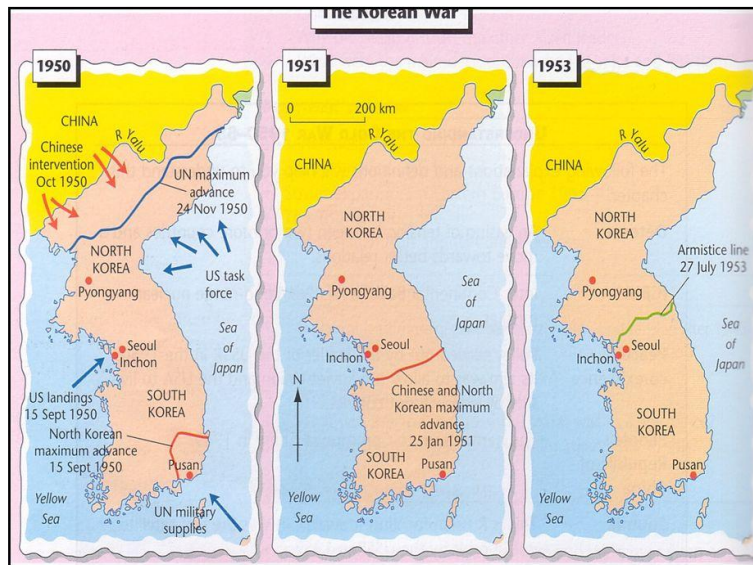 The Korean War
1950
CHINA
R Yalu
Chinese
intervention
Oct 1950
UN maximum
advance
24 Nov 1950
NORTH
KOREA
US task
force
Pyongyang
Sea
of
Japan
Seoul
Inchon
US landings
15 Sept 1950
SOUTH
KOREA
North Korean
maximum advance
15 Sept 1950
Pusan
Yellow
Sea
UN military
supplies
1951
0 200 km
R Yalu
CHINA
NORTH
KOREA
Pyongyang
Sea
of
Japan
Seoul
Inchon
N
Chinese and North
Korean maximum
advance
25 Jan 1951
SOUTH
KOREA
Pusan
Yellow
Sea
1953
R Yalu
CHINA
NORTH
KOREA
Armistice line
27 July 1953
Pyongyang
Sea
of
Japan
Seoul
Inchon
SOUTH
KOREA
Pusan
Yellow
Sea